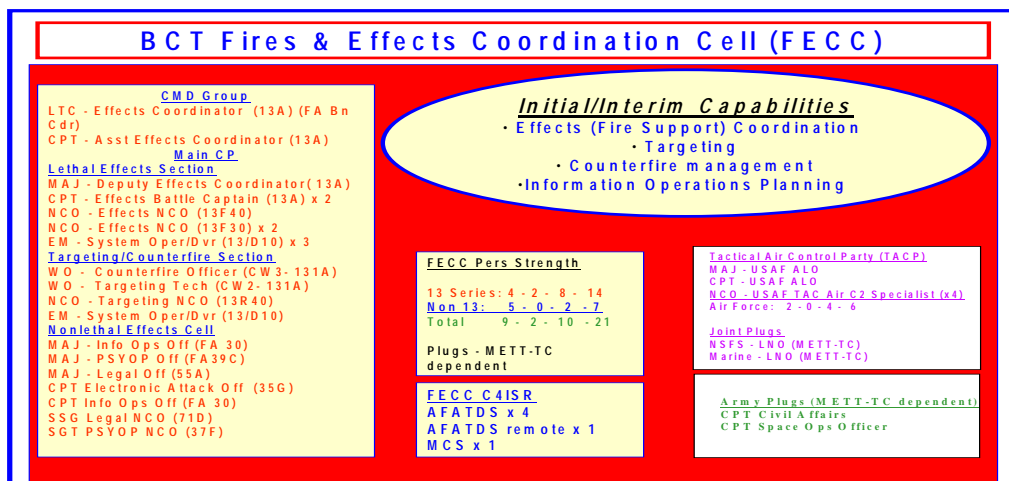 BCT Fires & Effects Coordination Cell (FECC)
CMD Group
LTC - Effects Coordinator (13A) (FA Bn
Cdr)
CPT - Asst Effects Coordinator (13A)
Main CP
Lethal Effects Section
MAJ - Deputy Effects Coordinator( 13A)
CPT - Effects Battle Captain (13A) x 2
NCO - Effects NCO (13F40)
NCO - Effects NCO (13F30) x 2
EM - System Oper/Dvr (13/D10) x 3
Targeting/Counterfire Section
WO - Counterfire Officer (CW3- 131A)
WO - Targeting Tech (CW2- 131A)
NCO - Targeting NCO (13R40)
EM - System Oper/Dvr (13/D10)
Nonlethal Effects Cell
MAJ - Info Ops Off (FA 30)
MAJ - PSYOP Off (FA39C)
MAJ - Legal Off (55A)
CPT Electronic Attack Off (35G)
CPT Info Ops Off (FA 30)
SSG Legal NCO (71D)
SGT PSYOP NCO (37F)
Initial/Interim Capabilities
• Effects (Fire Support) Coordination
• Targeting
• Counterfire management
•Information Operations Planning
FECC Pers Strength
13 Series: 4 - 2 - 8 - 14
Non 13: 5 - 0 - 2 - 7
Total 9 - 2 - 10 - 21
Plugs - METT-TC
dependent
FECC C4ISR
AFATDS x 4
AFATDS remote x 1
MCS x 1
Tactical Air Control Party (TACP)
MAJ - USAF ALO
CPT - USAF ALO
NCO - USAF TAC Air C2 Specialist (x4)
Air Force: 2 - 0 - 4 - 6
Joint Plugs
NSFS - LNO (METT-TC)
Marine - LNO (METT-TC)
Army Plugs (METT-TC dependent)
CPT Civil Affairs
CPT Space Ops Officer